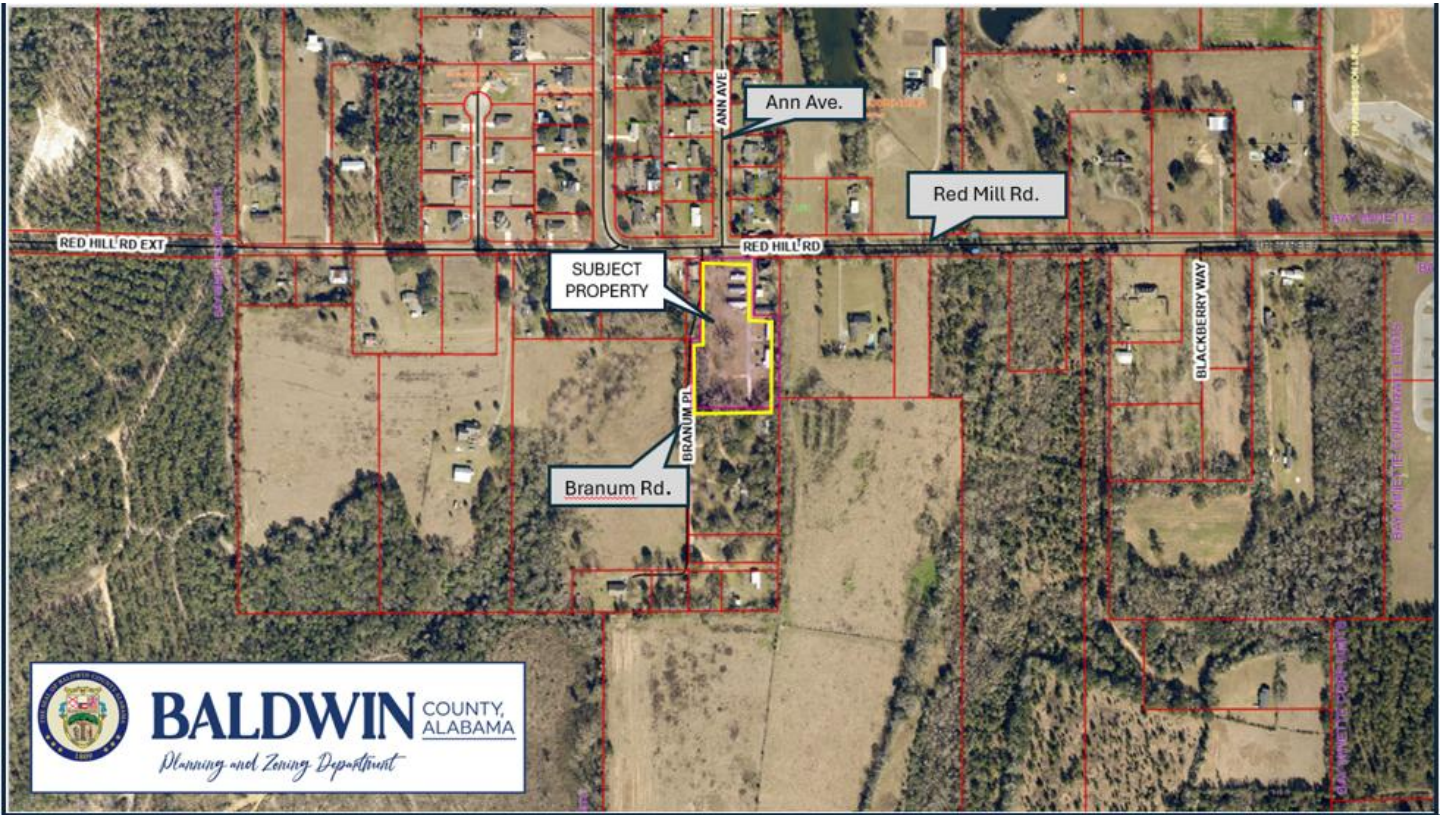 ANN AVE
Ann Ave.
Red Mill Rd.
RED HILL RD EXT
RED HILL RD
SUBJECT
PROPERTY
BLACKBERRY WAY
BRANUM PL
Branum Rd.
BALDWIN COUNTY,
ALABAMA
Planning and Zoning Department